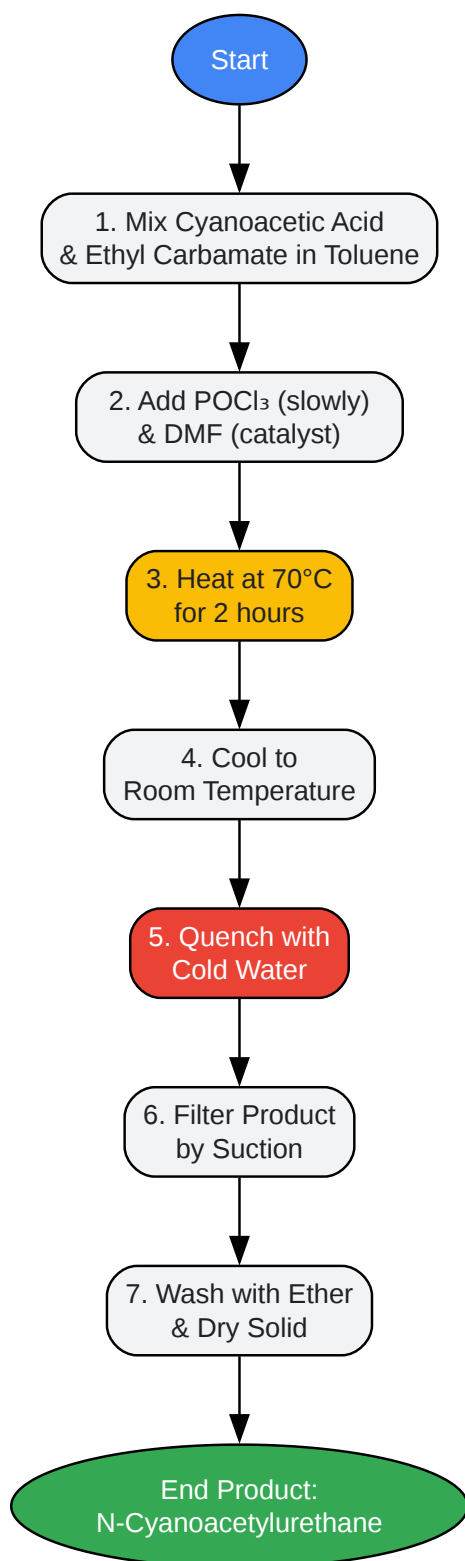 Start
1. Mix Cyanoacetic Acid
& Ethyl Carbamate in Toluene
2. Add POCl₃ (slowly)
& DMF (catalyst)
3. Heat at 70°C
for 2 hours
4. Cool to
Room Temperature
5. Quench with
Cold Water
6. Filter Product
by Suction
7. Wash with Ether
& Dry Solid
End Product:
N-Cyanoacetylurethane